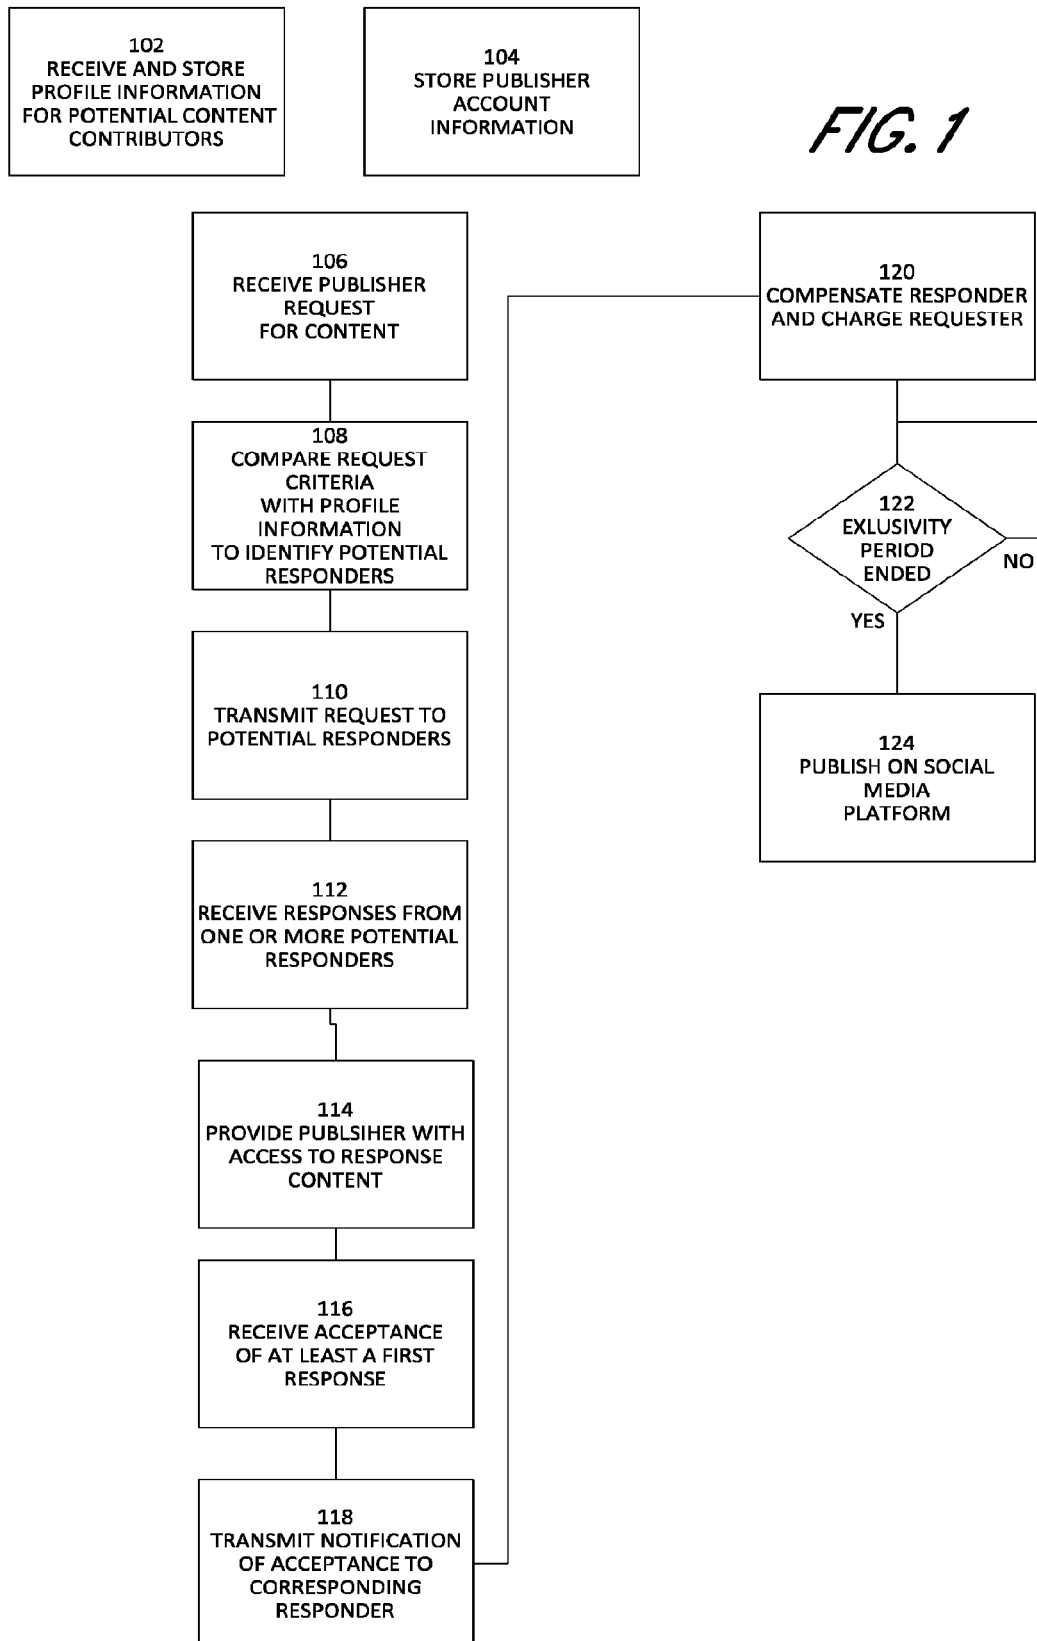 102
RECEIVE AND STORE
PROFILE INFORMATION
FOR POTENTIAL CONTENT
CONTRIBUTORS
104
STORE PUBLISHER
ACCOUNT
INFORMATION
FIG. 1
106
RECEIVE PUBLISHER
REQUEST
FOR CONTENT
108
COMPARE REQUEST
CRITERIA
WITH PROFILE
INFORMATION
TO IDENTIFY POTENTIAL
RESPONDERS
110
TRANSMIT REQUEST TO
POTENTIAL RESPONDERS
112
RECEIVE RESPONSES FROM
ONE OR MORE POTENTIAL
RESPONDERS
114
PROVIDE PUBLSIHER WITH
ACCESS TO RESPONSE
CONTENT
116
RECEIVE ACCEPTANCE
OF AT LEAST A FIRST
RESPONSE
118
TRANSMIT NOTIFICATION
OF ACCEPTANCE TO
CORRESPONDING
RESPONDER
120
COMPENSATE RESPONDER
AND CHARGE REQUESTER
122
EXLUSIVITY
PERIOD
ENDED
NO
YES
124
PUBLISH ON SOCIAL
MEDIA
PLATFORM